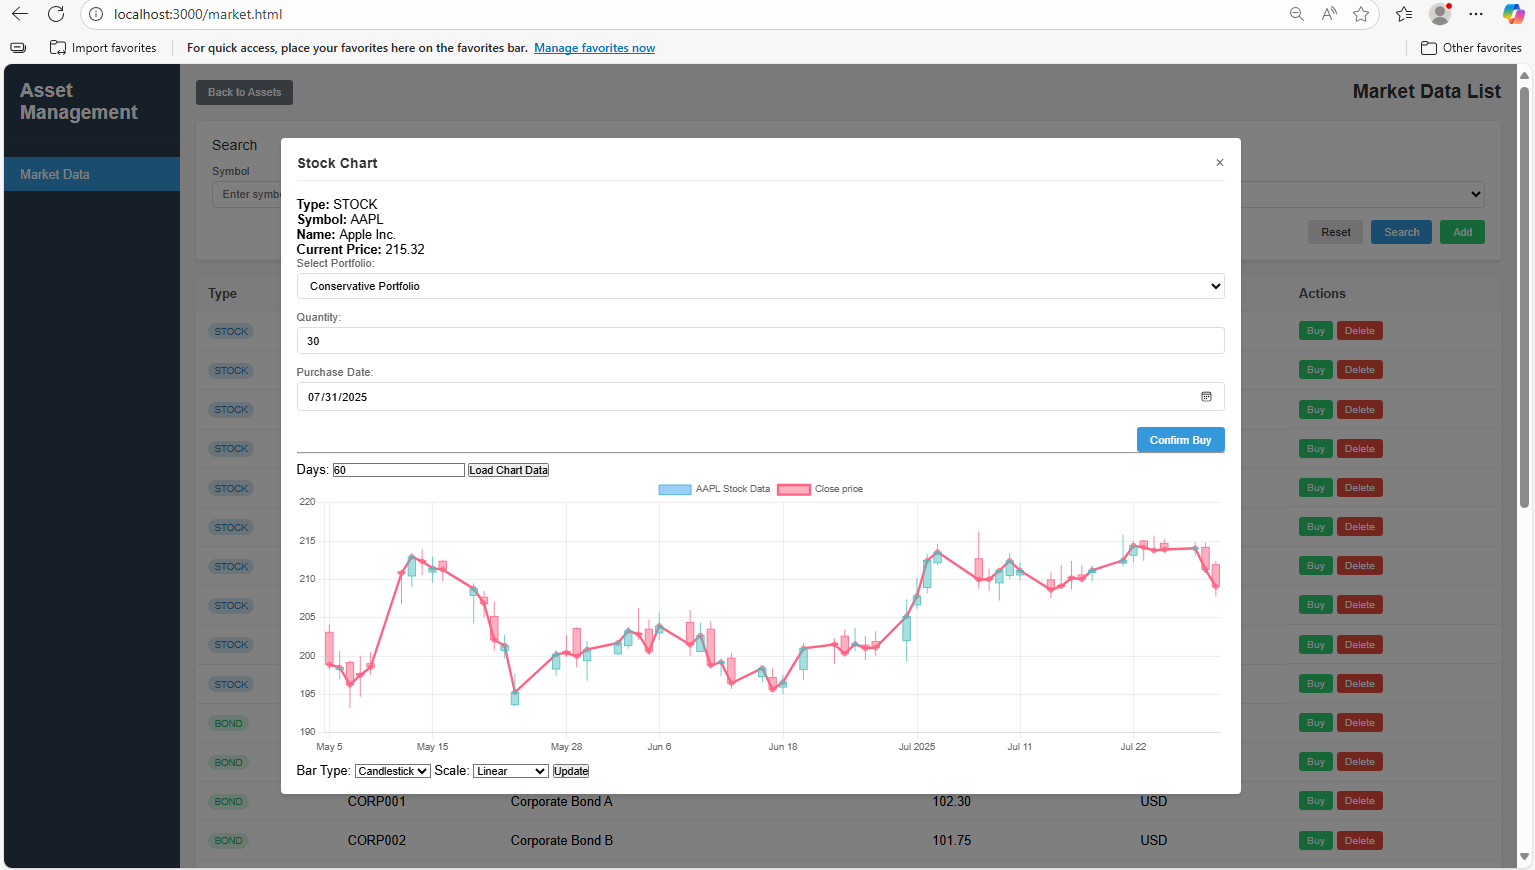 localhost:3000/market.html
Import favorites
For quick access, place your favorites here on the favorites bar. Manage favorites now
Other favorites
Asset Management
Back to Assets
Market Data List
Market Data
Search
Symbol
Enter symb
Reset
Search
Add
Type
Actions
Stock Chart
×
Type: STOCK
Symbol: AAPL
Name: Apple Inc.
Current Price: 215.32
Select Portfolio:
Conservative Portfolio
Quantity:
30
Purchase Date:
07/31/2025
Confirm Buy
Days: 60 Load Chart Data
AAPL Stock Data Close price
220
215
210
205
200
195
190
May 5 May 15 May 28 Jun 6 Jun 18 Jul 2025 Jul 11 Jul 22
Bar Type: Candlestick Scale: Linear Update
STOCK Buy Delete
STOCK Buy Delete
STOCK Buy Delete
STOCK Buy Delete
STOCK Buy Delete
STOCK Buy Delete
STOCK Buy Delete
STOCK Buy Delete
STOCK Buy Delete
STOCK Buy Delete
BOND Buy Delete
BOND Buy Delete
BOND CORP001 Corporate Bond A 102.30 USD Buy Delete
BOND CORP002 Corporate Bond B 101.75 USD Buy Delete